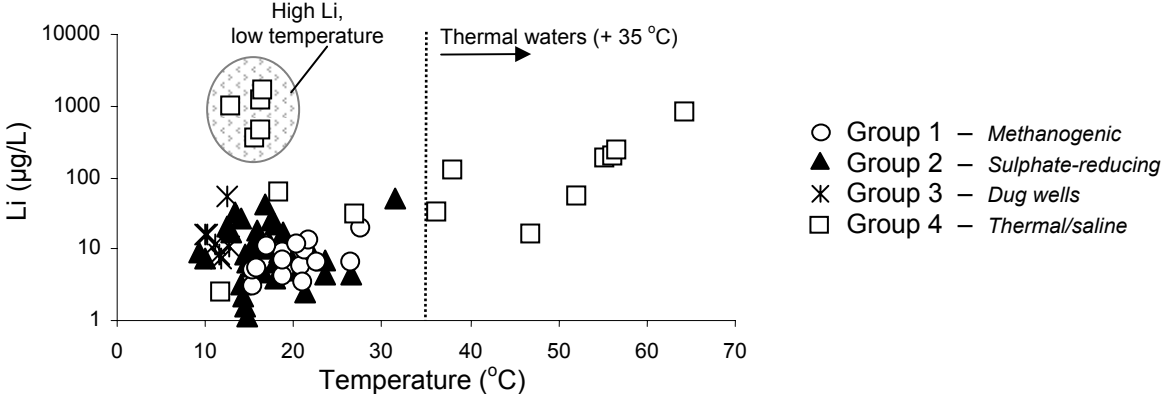 High Li,
low temperature
Thermal waters (+ 35 °C)
10000
1000
100
10
1
Li (µg/L)
0
10
20
30
40
50
60
70
Temperature (°C)
Group 1 – Methanogenic
Group 2 – Sulphate-reducing
Group 3 – Dug wells
Group 4 – Thermal/saline